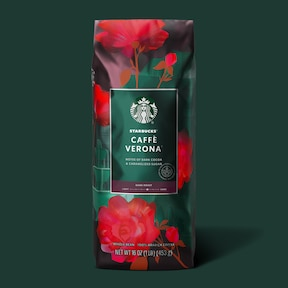 STARBUCKS®
CAFFÈ
VERONA®
NOTES OF DARK COCOA
& CARAMELIZED SUGAR
DARK ROAST
WHOLE BEAN 100% ARABICA COFFEE
NET WT 16 OZ (1 LB) (453 g)